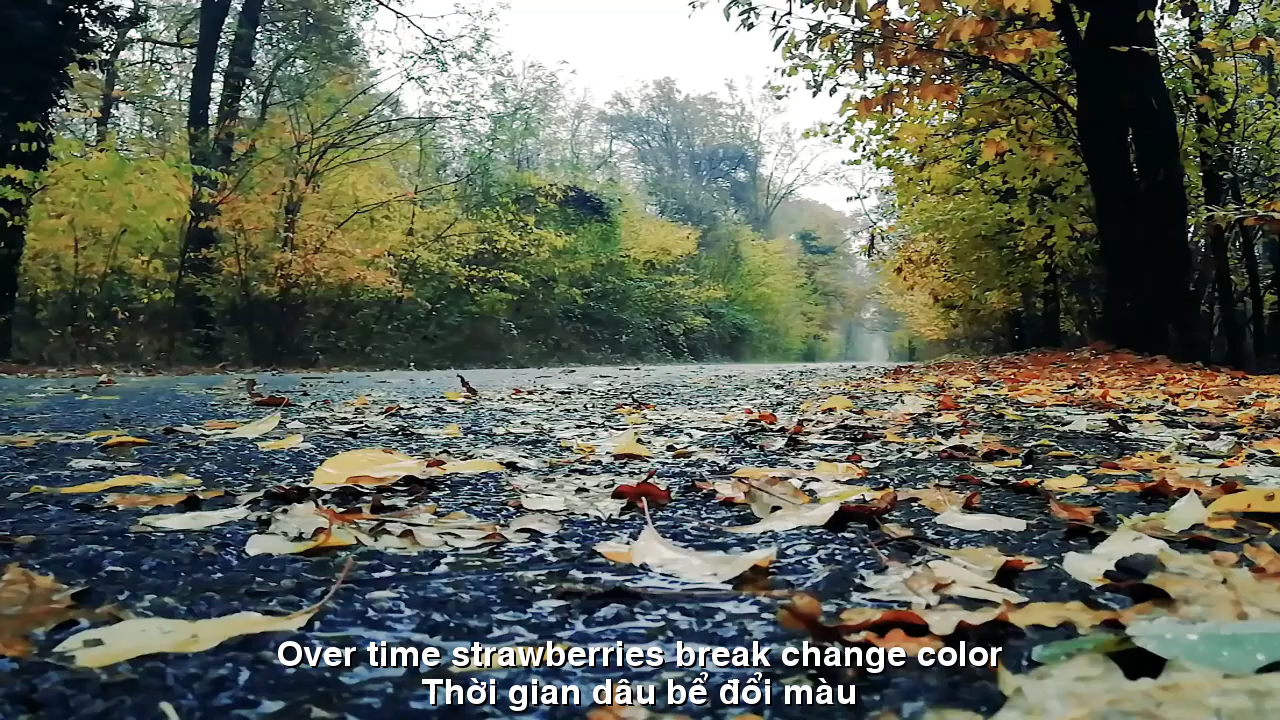 Over time strawberries break change color
Thời gian dâu bể đổi màu